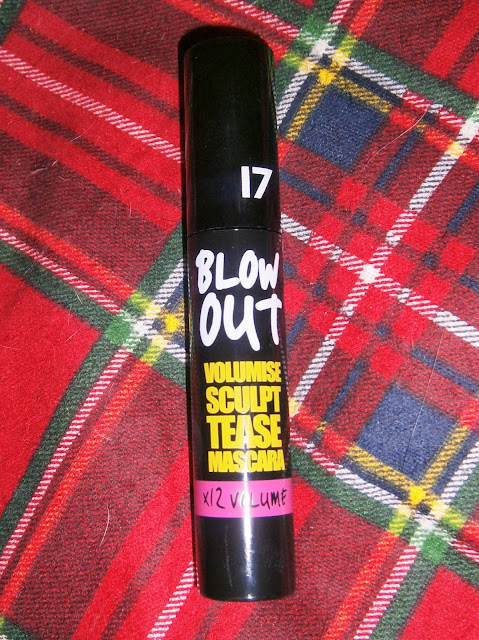 17
BLOW
OUT
VOLUMISE
SCULPT
TEASE
MASCARA
x12 VOLUME